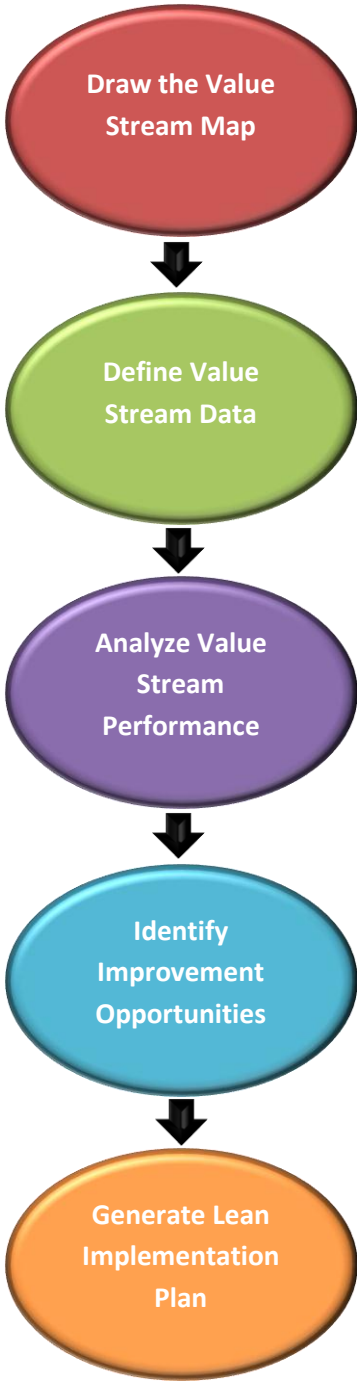 Draw the Value
Stream Map
Define Value
Stream Data
Analyze Value
Stream
Performance
Identify
Improvement
Opportunities
Generate Lean
Implementation
Plan